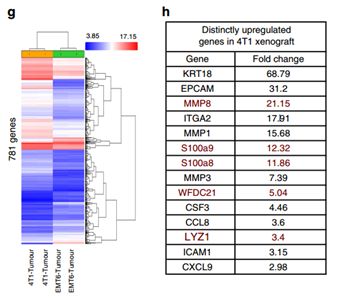 g
3.85 17.15
781 genes
4T1-Tumour
4T1-Tumour
EMT6-Tumour
EMT6-Tumour
h
Distinctly upregulated
genes in 4T1 xenograft
Gene Fold change
KRT18 68.79
EPCAM 31.2
MMP8 21.15
ITGA2 17.91
MMP1 15.68
S100a9 12.32
S100a8 11.86
MMP3 7.39
WFDC21 5.04
CSF3 4.46
CCL8 3.6
LYZ1 3.4
ICAM1 3.15
CXCL9 2.98